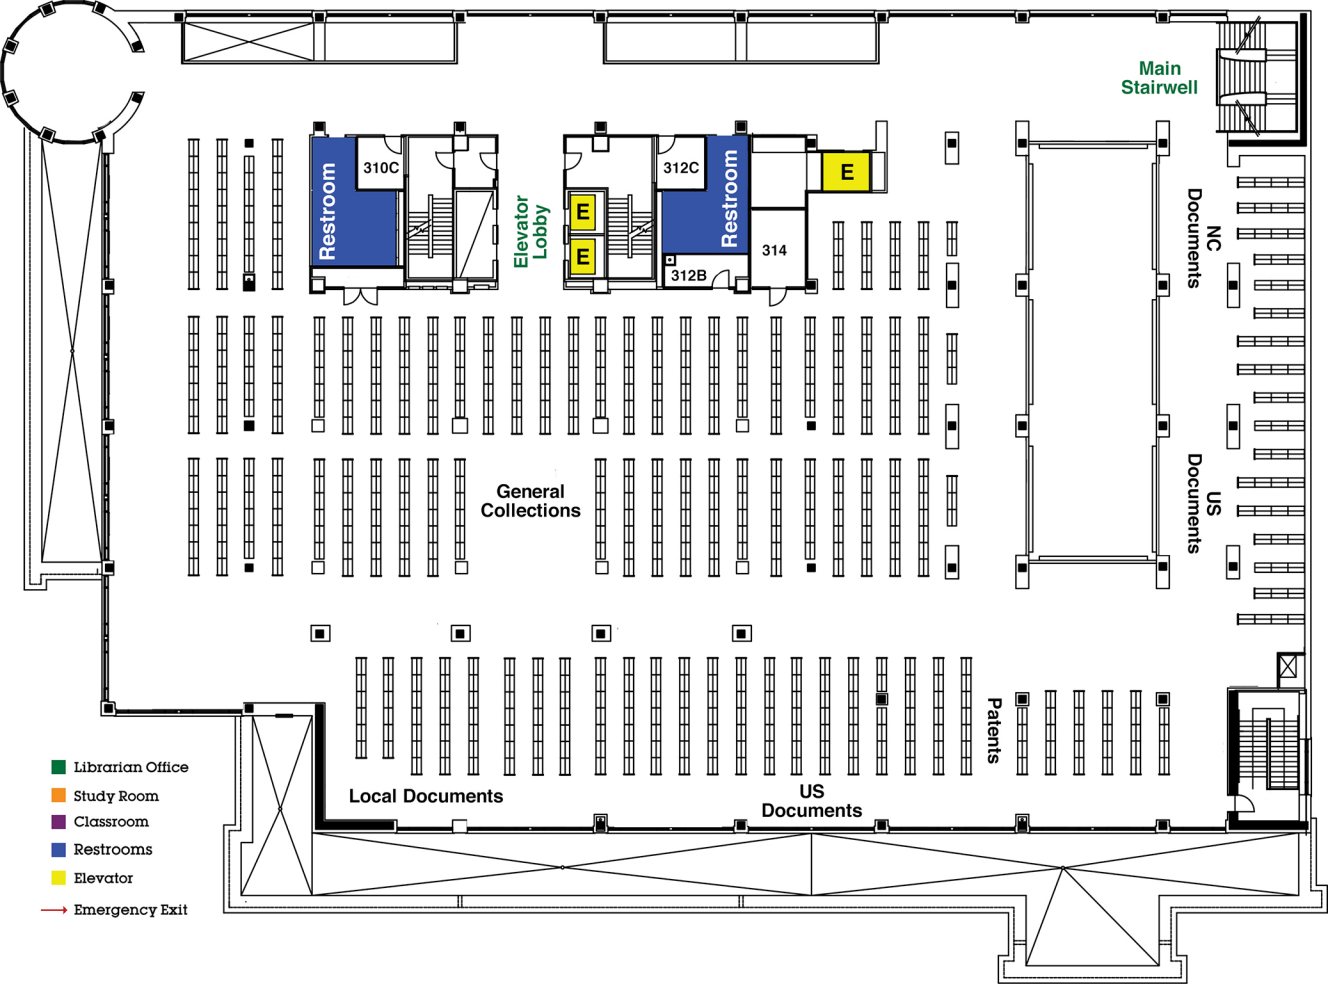 Main
Stairwell
310C
312C
Restroom
Restroom
E
E
E
Elevator
Lobby
314
312B
NC
Documents
General
Collections
US
Documents
Patents
Local Documents
US
Documents
Librarian Office
Study Room
Classroom
Restrooms
Elevator
Emergency Exit